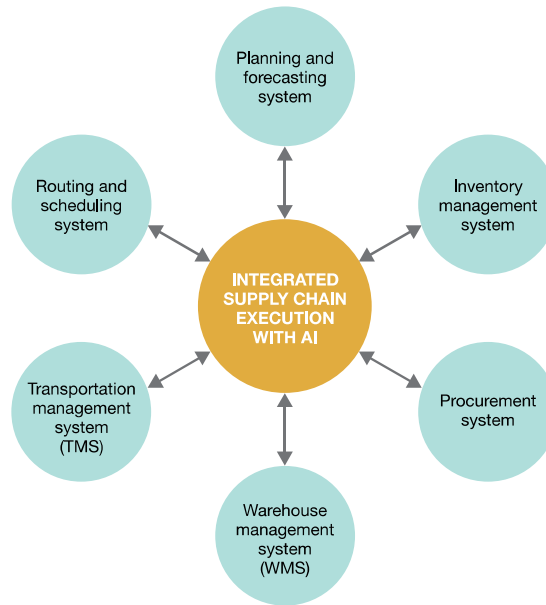 Planning and
forecasting
system
Inventory
management
system
Procurement
system
Warehouse
management
system
(WMS)
Transportation
management
system
(TMS)
Routing and
scheduling
system
INTEGRATED
SUPPLY CHAIN
EXECUTION
WITH AI